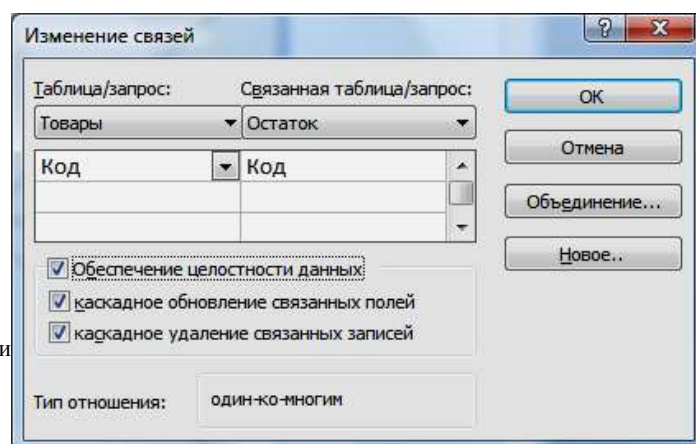 Изменение связей
Таблица/запрос: Связанная таблица/запрос:
Товары Остаток
Код Код
Обеспечение целостности данных
каскадное обновление связанных полей
каскадное удаление связанных записей
Тип отношения: один-ко-многим
ОК
Отмена
Объединение...
Новое..
и